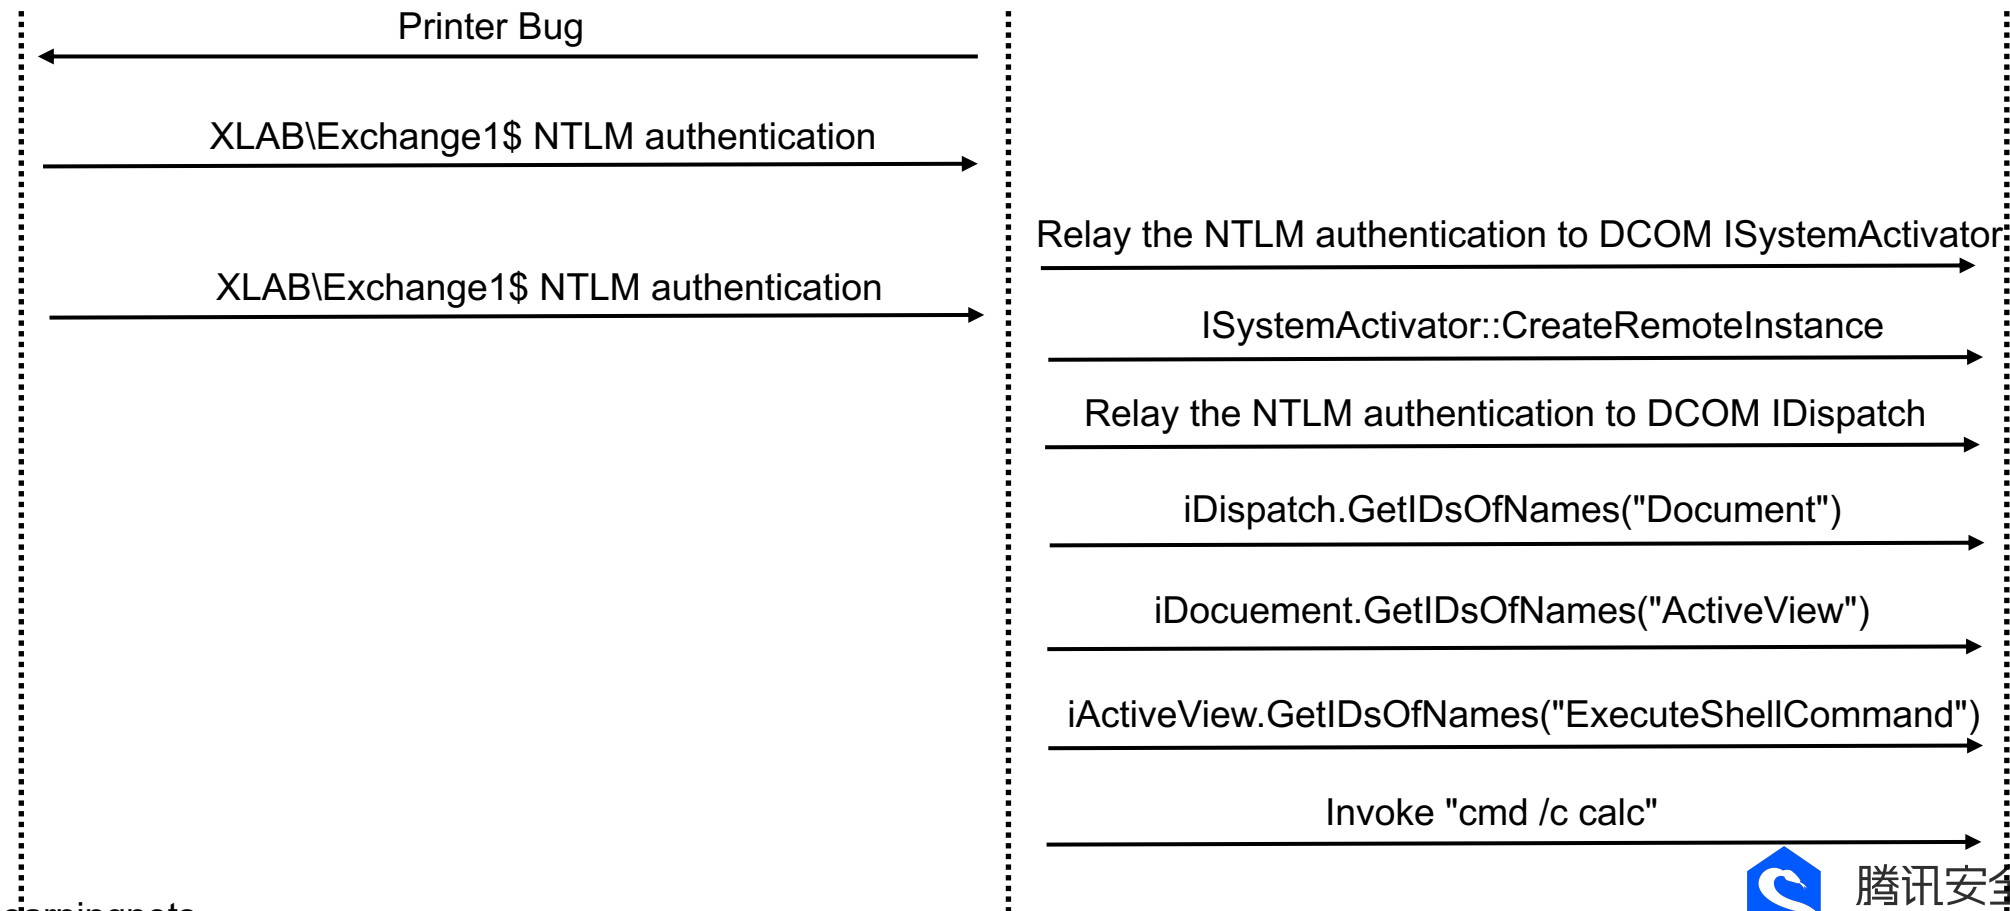 Printer Bug
XLAB\Exchange1$ NTLM authentication
Relay the NTLM authentication to DCOM ISystemActivator
XLAB\Exchange1$ NTLM authentication
ISystemActivator::CreateRemoteInstance
Relay the NTLM authentication to DCOM IDispatch
iDispatch.GetIDsOfNames("Document")
iDocuement.GetIDsOfNames("ActiveView")
iActiveView.GetIDsOfNames("ExecuteShellCommand")
Invoke "cmd /c calc"
腾讯安全